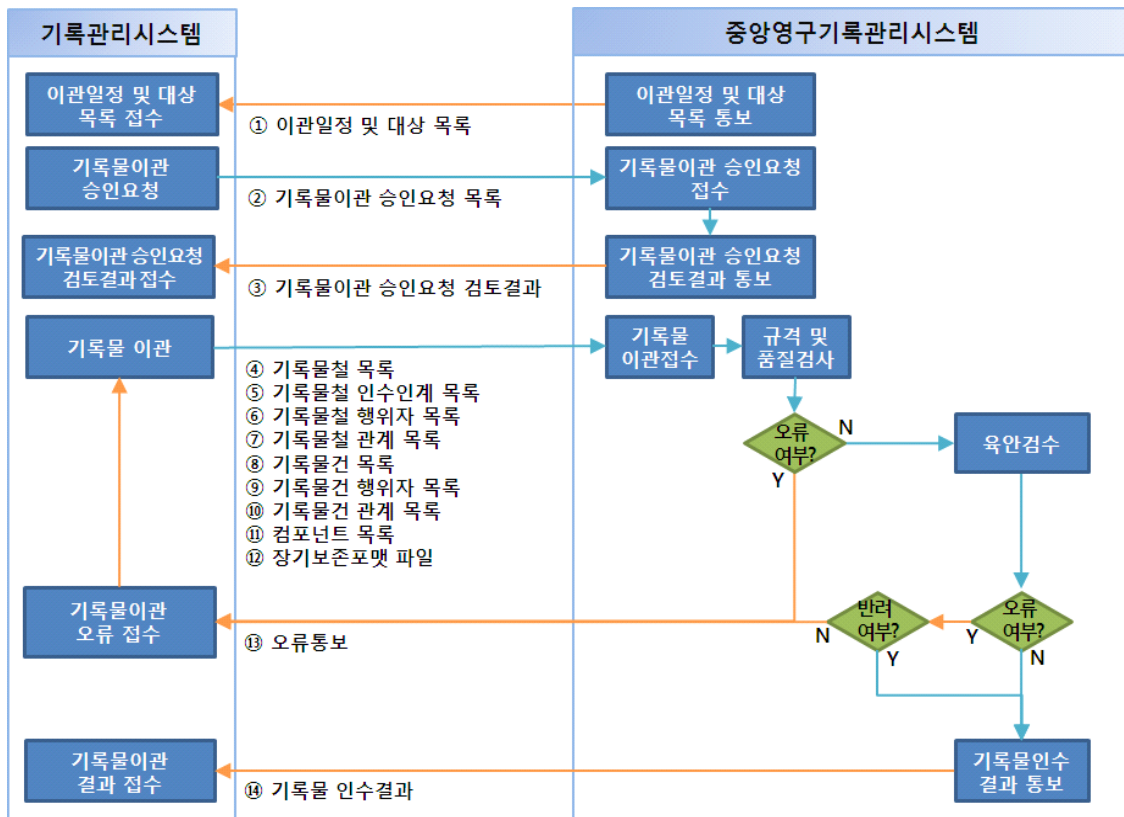 기록관리시스템
중앙영구기록관리시스템
이관일정 및 대상
목록 접수
① 이관일정 및 대상 목록
이관일정 및 대상
목록 통보
기록물이관
승인요청
② 기록물이관 승인요청 목록
기록물이관 승인요청
접수
기록물이관 승인요청
검토결과 접수
③ 기록물이관 승인요청 검토결과
기록물이관 승인요청
검토결과 통보
기록물 이관
기록물
이관접수
규격 및
품질검사
④ 기록물철 목록
⑤ 기록물철 인수인계 목록
⑥ 기록물철 행위자 목록
⑦ 기록물철 관계 목록
⑧ 기록물건 목록
⑨ 기록물건 행위자 목록
⑩ 기록물건 관계 목록
⑪ 컴포넌트 목록
⑫ 장기보존포맷 파일
오류
여부?
N
Y
육안검수
기록물이관
오류 접수
⑬ 오류통보
반려
여부?
N
Y
오류
여부?
Y
N
기록물이관
결과 접수
⑭ 기록물 인수결과
기록물인수
결과 통보